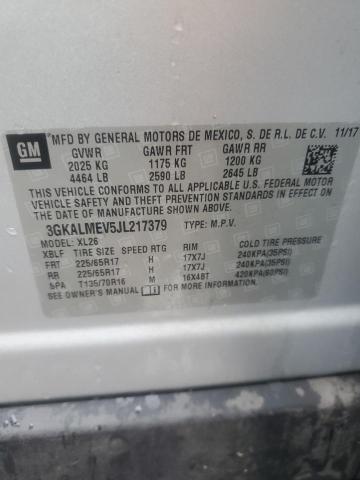 GM
*MFD BY GENERAL MOTORS DE MEXICO, S. DE R.L. DE C.V. 11/17
GVWR GAWR FRT GAWR RR
2025 KG 1175 KG 1200 KG
4464 LB 2590 LB 2645 LB
THIS VEHICLE CONFORMS TO ALL APPLICABLE U.S. FEDERAL MOTOR
VEHICLE SAFETY AND THEFT PREVENTION STANDARDS IN EFFECT ON THE
DATE OF MANUFACTURE SHOWN ABOVE.
3GKALMEV5JL217379 TYPE: M.P.V.
MODEL: XL26
XBLF TIRE SIZE SPEED RTG RIM COLD TIRE PRESSURE
FRT 225/65R17 H 17X7J 240KPA(35PSI)
RR 225/65R17 H 17X7J 240KPA(35PSI)
SPA T135/70R16 M 16X4BT 420KPA(60PSI)
SEE OWNER'S MANUAL FOR MORE INFORMATION.